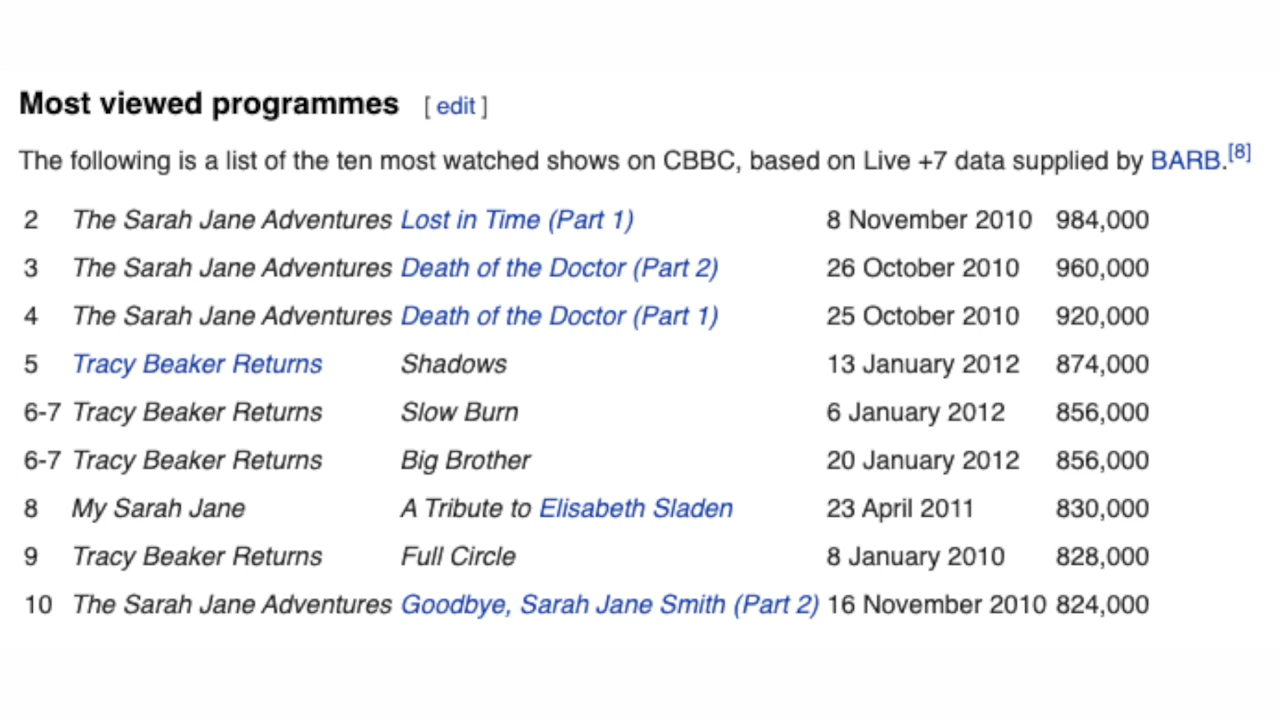 Most viewed programmes [ edit ]
The following is a list of the ten most watched shows on CBBC, based on Live +7 data supplied by BARB.[8]
2 The Sarah Jane Adventures Lost in Time (Part 1) 8 November 2010 984,000
3 The Sarah Jane Adventures Death of the Doctor (Part 2) 26 October 2010 960,000
4 The Sarah Jane Adventures Death of the Doctor (Part 1) 25 October 2010 920,000
5 Tracy Beaker Returns Shadows 13 January 2012 874,000
6-7 Tracy Beaker Returns Slow Burn 6 January 2012 856,000
6-7 Tracy Beaker Returns Big Brother 20 January 2012 856,000
8 My Sarah Jane A Tribute to Elisabeth Sladen 23 April 2011 830,000
9 Tracy Beaker Returns Full Circle 8 January 2010 828,000
10 The Sarah Jane Adventures Goodbye, Sarah Jane Smith (Part 2) 16 November 2010 824,000